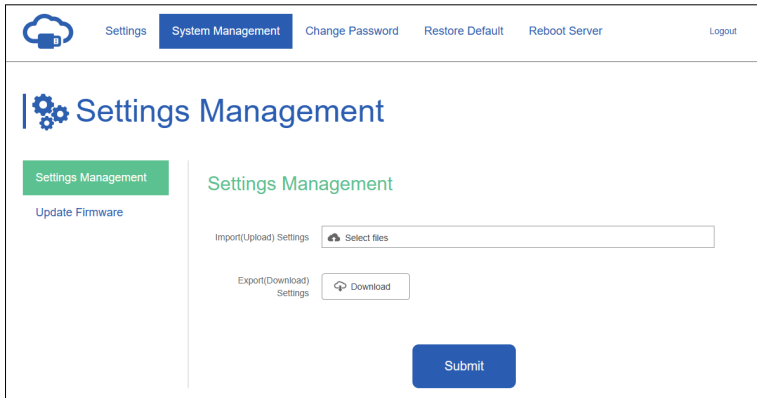 Settings
System Management
Change Password
Restore Default
Reboot Server
Logout
Settings Management
Settings Management
Update Firmware
Settings Management
Import(Upload) Settings
Select files
Export(Download)
Settings
Download
Submit